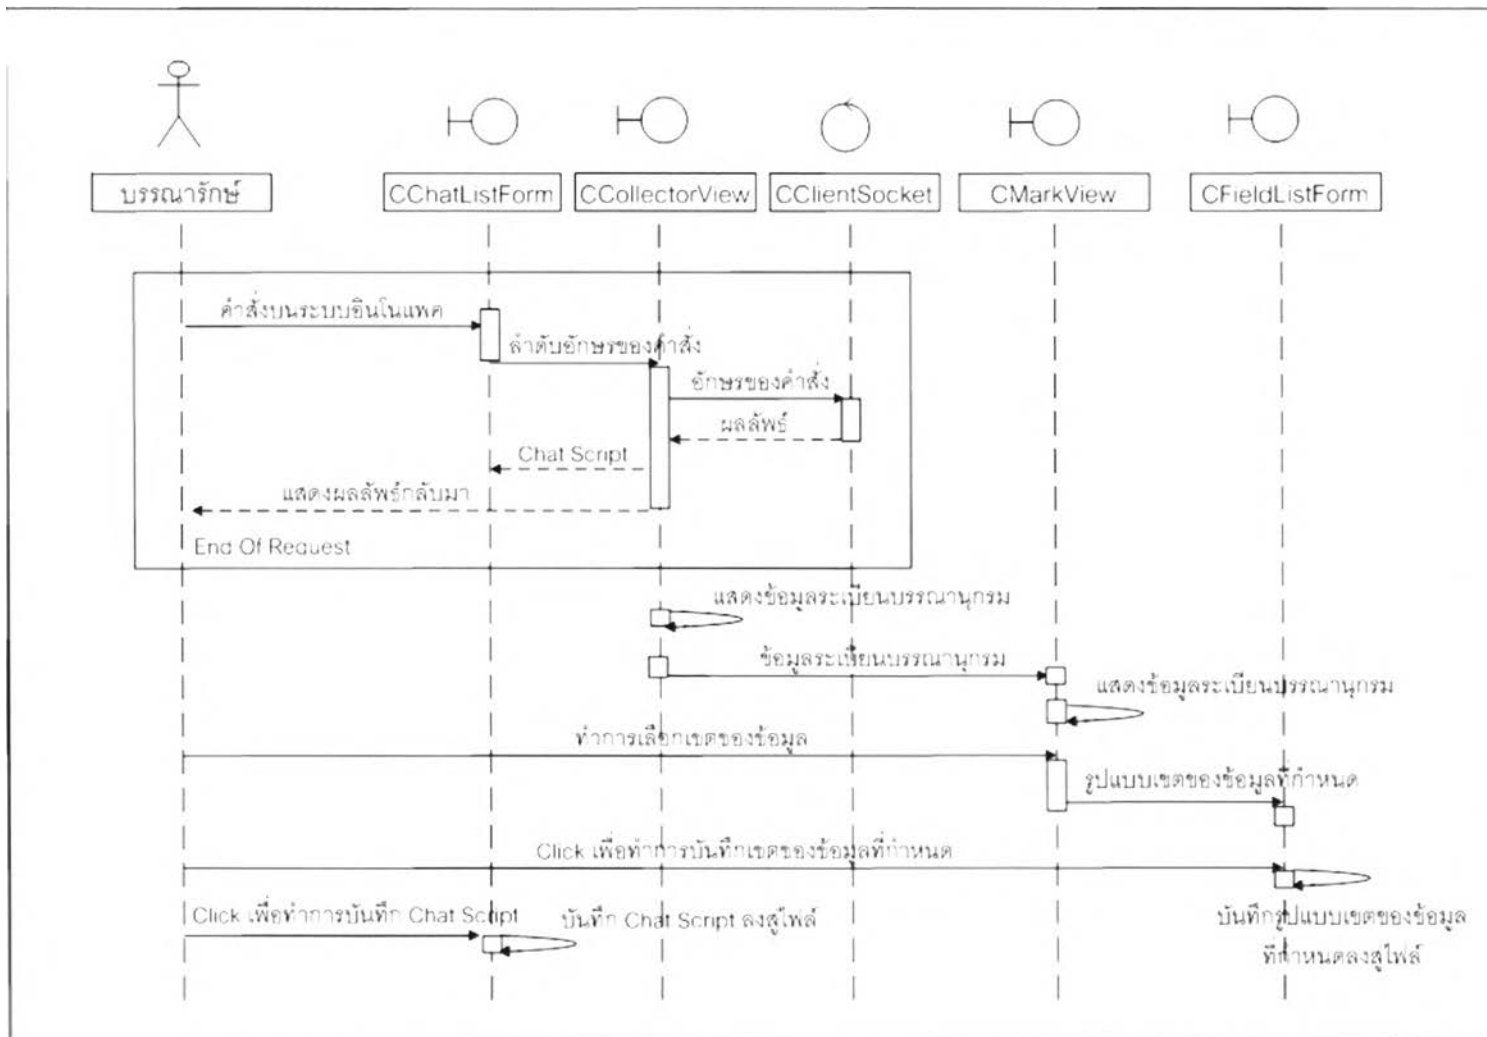 บรรณารักษ์
CChatListForm
CCollectorView
CClientSocket
CMarkView
CFieldListForm
คำสั่งบนระบบอินโนแพค
ลำดับอักษรของคำสั่ง
อักษรของคำสั่ง
ผลลัพธ์
Chat Script
แสดงผลลัพธ์กลับมา
End Of Request
แสดงข้อมูลระเบียนบรรณานุกรม
ข้อมูลระเบียนบรรณานุกรม
แสดงข้อมูลระเบียนบรรณานุกรม
ทำการเลือกเขตของข้อมูล
รูปแบบเขตของข้อมูลที่กำหนด
Click เพื่อทำการบันทึกเขตของข้อมูลที่กำหนด
Click เพื่อทำการบันทึก Chat Script
บันทึก Chat Script ลงสู่ไฟล์
บันทึกรูปแบบเขตของข้อมูล
ที่กำหนดลงสู่ไฟล์